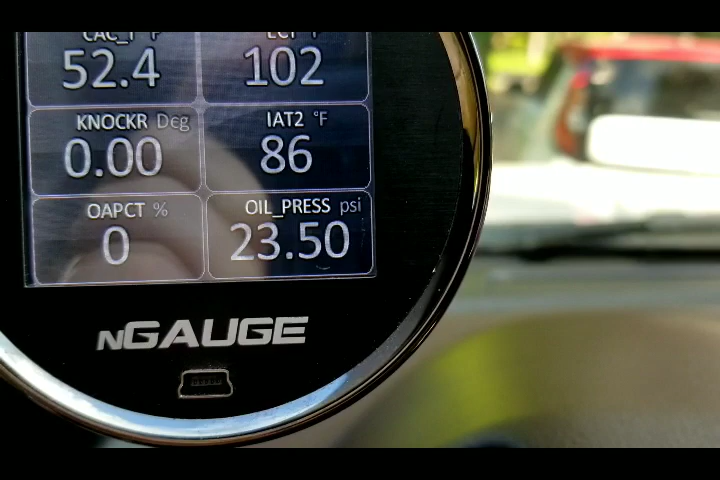 CAC_T °F ECT °F
52.4 102
KNOCKR Deg IAT2 °F
0.00 86
OAPCT % OIL_PRESS psi
0 23.50
nGAUGE